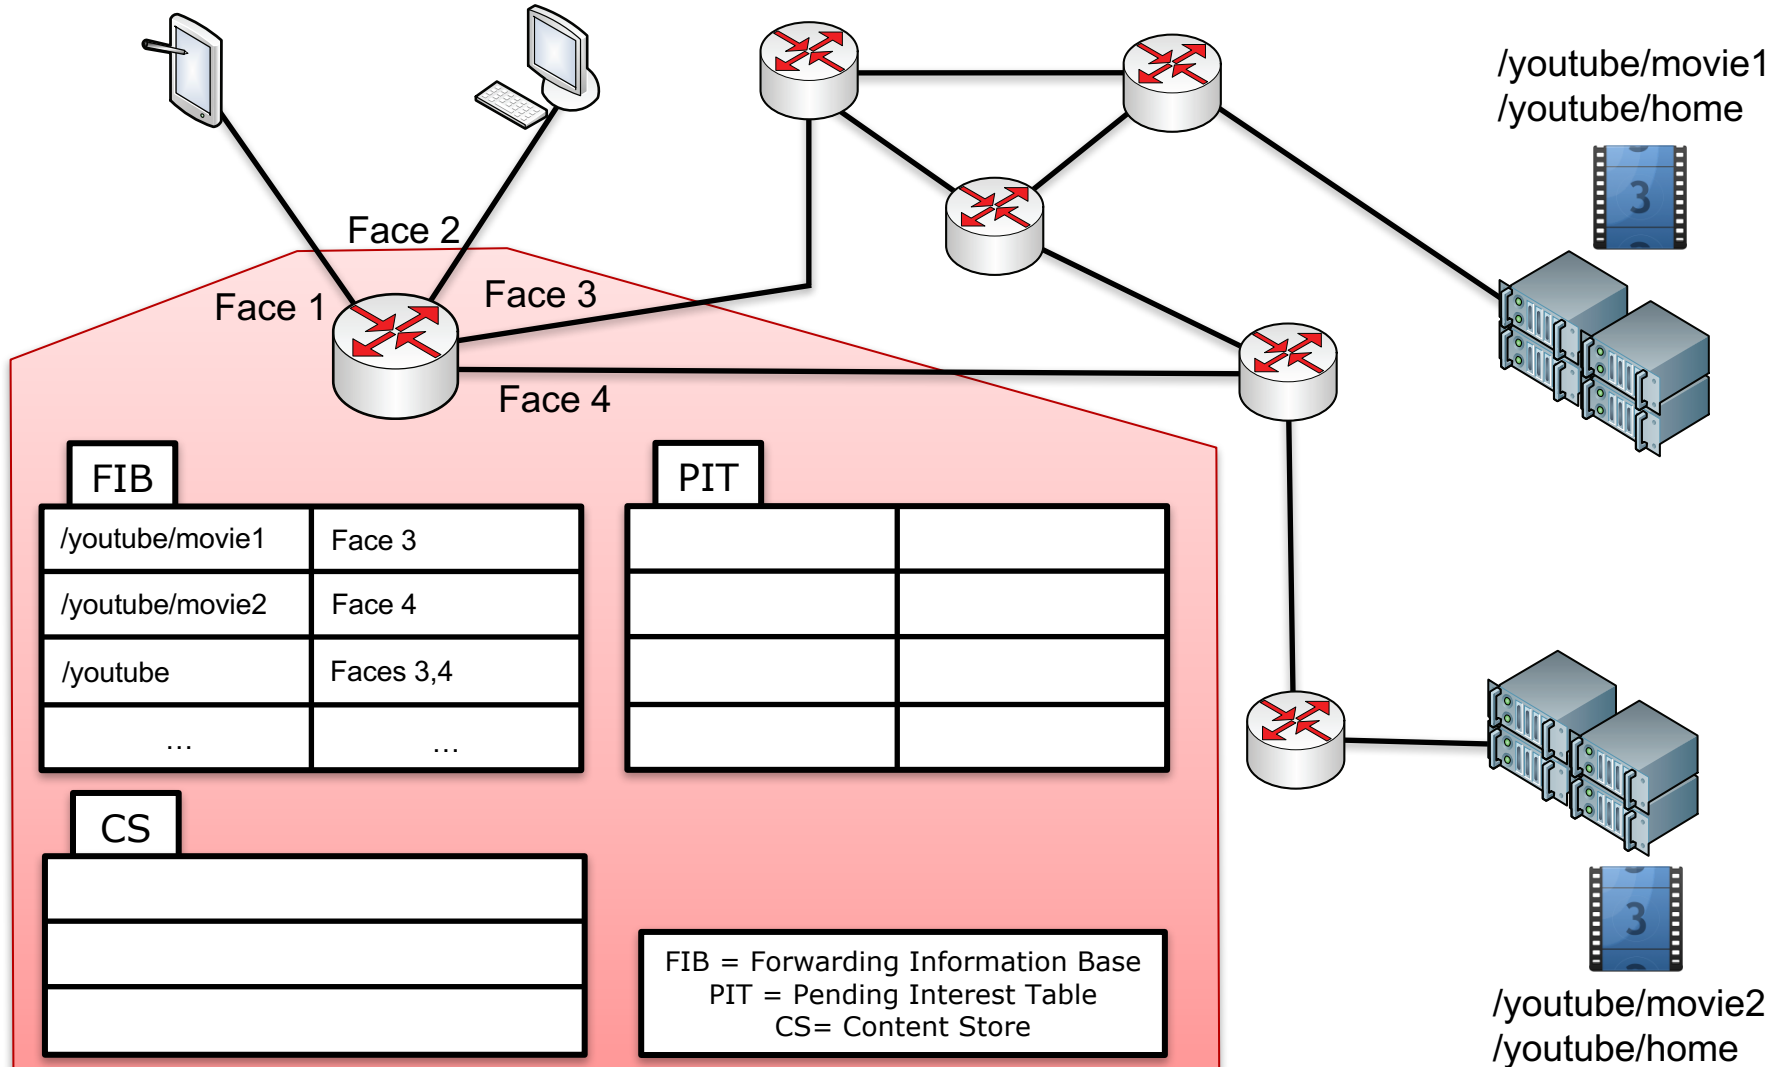 /youtube/movie1
/youtube/home
3
Face 2
Face 1
Face 3
Face 4
FIB
/youtube/movie1 Face 3
/youtube/movie2 Face 4
/youtube Faces 3,4
… …
PIT
CS
FIB = Forwarding Information Base
PIT = Pending Interest Table
CS= Content Store
3
/youtube/movie2
/youtube/home